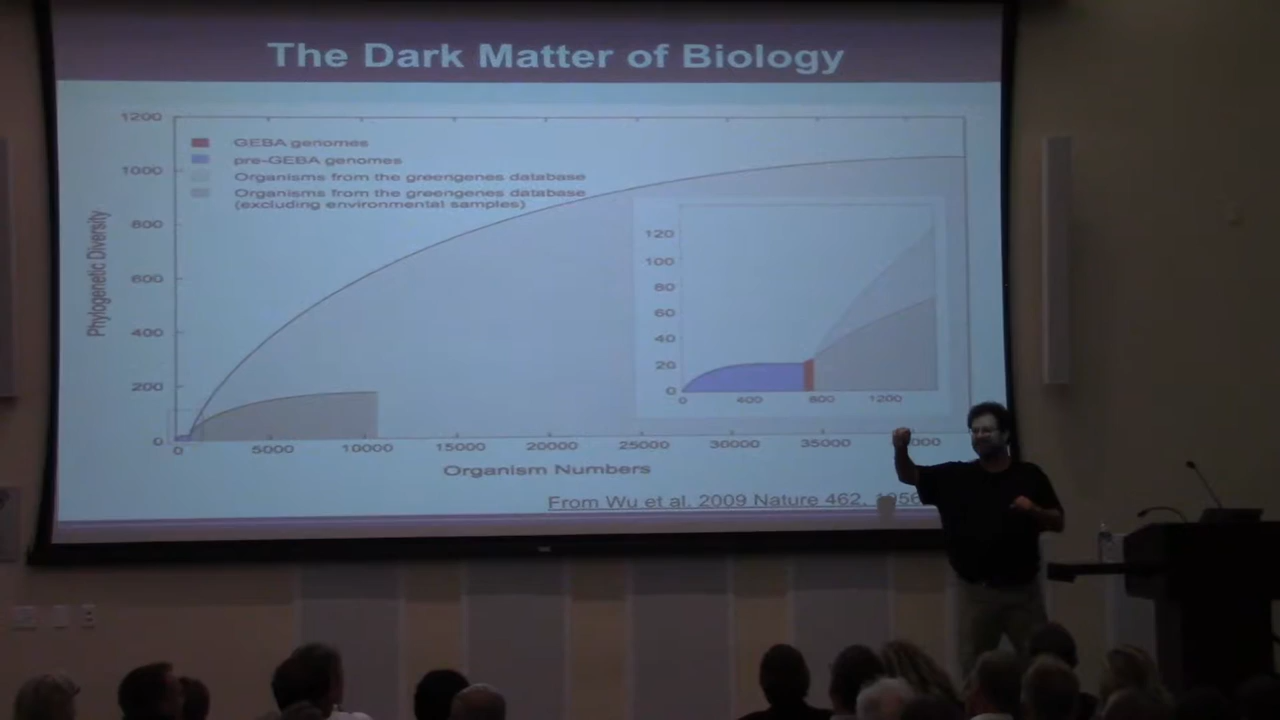 The Dark Matter of Biology
1200
1000
800
600
400
200
0
Phylogenetic Diversity
GEBA genomes
pre-GEBA genomes
Organisms from the greengenes database
Organisms from the greengenes database
(excluding environmental samples)
120
100
80
60
40
20
0
0 400 800 1200
0 5000 10000 15000 20000 25000 30000 35000
Organism Numbers
From Wu et al. 2009 Nature 462, 1056